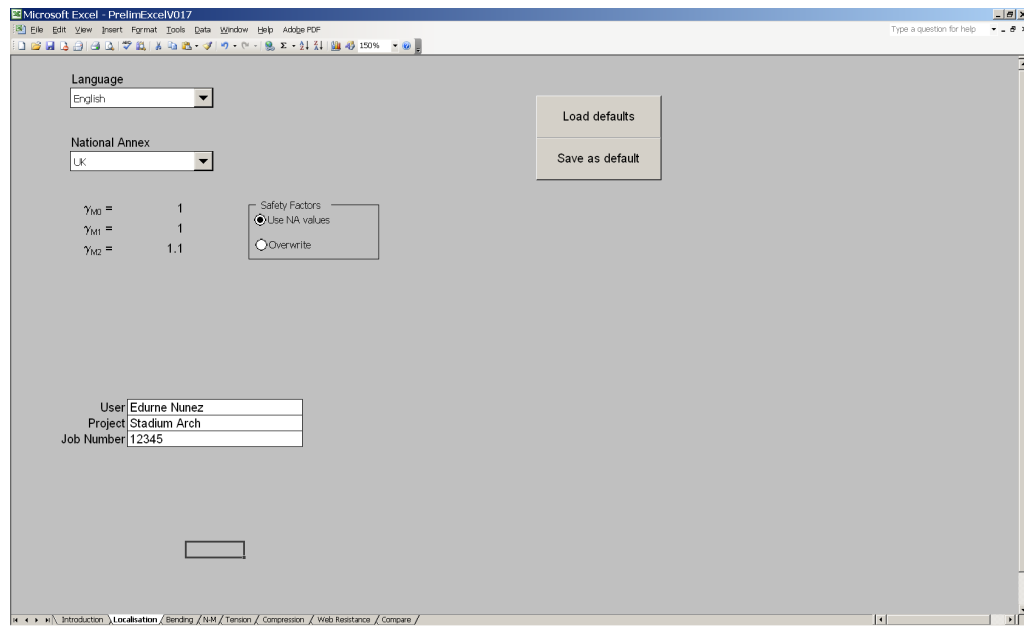 Microsoft Excel - PrelimExcelV017
File Edit View Insert Format Tools Data Window Help Adobe PDF
Type a question for help
150%
Language
English
Load defaults
National Annex
Save as default
UK
Safety Factors
γM0 = 1
Use NA values
γM1 = 1
Overwrite
γM2 = 1.1
User Edurne Nunez
Project Stadium Arch
Job Number 12345
Introduction Localisation Bending N-M Tension Compression Web Resistance Compare